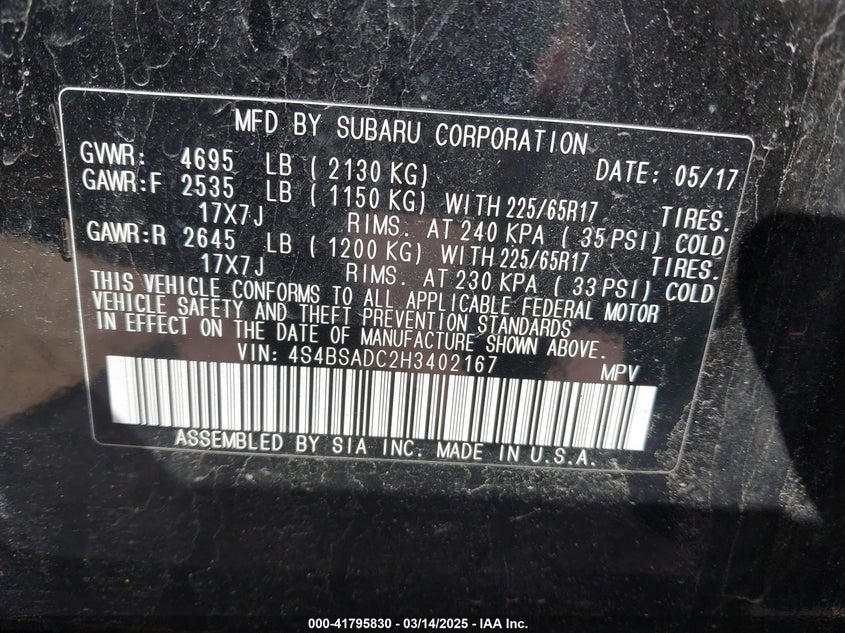 MFD BY SUBARU CORPORATION
GVWR: 4695 LB ( 2130 KG) DATE: 05/17
GAWR:F 2535 LB ( 1150 KG) WITH 225/65R17 TIRES.
17X7J RIMS. AT 240 KPA ( 35 PSI) COLD
GAWR:R 2645 LB ( 1200 KG) WITH 225/65R17 TIRES.
17X7J RIMS. AT 230 KPA ( 33 PSI) COLD
THIS VEHICLE CONFORMS TO ALL APPLICABLE FEDERAL MOTOR
VEHICLE SAFETY AND THEFT PREVENTION STANDARDS
IN EFFECT ON THE DATE OF MANUFACTURE SHOWN ABOVE.
VIN: 4S4BSADC2H3402167 MPV
ASSEMBLED BY SIA INC. MADE IN U.S.A.
000-41795830 - 03/14/2025 - IAA Inc.